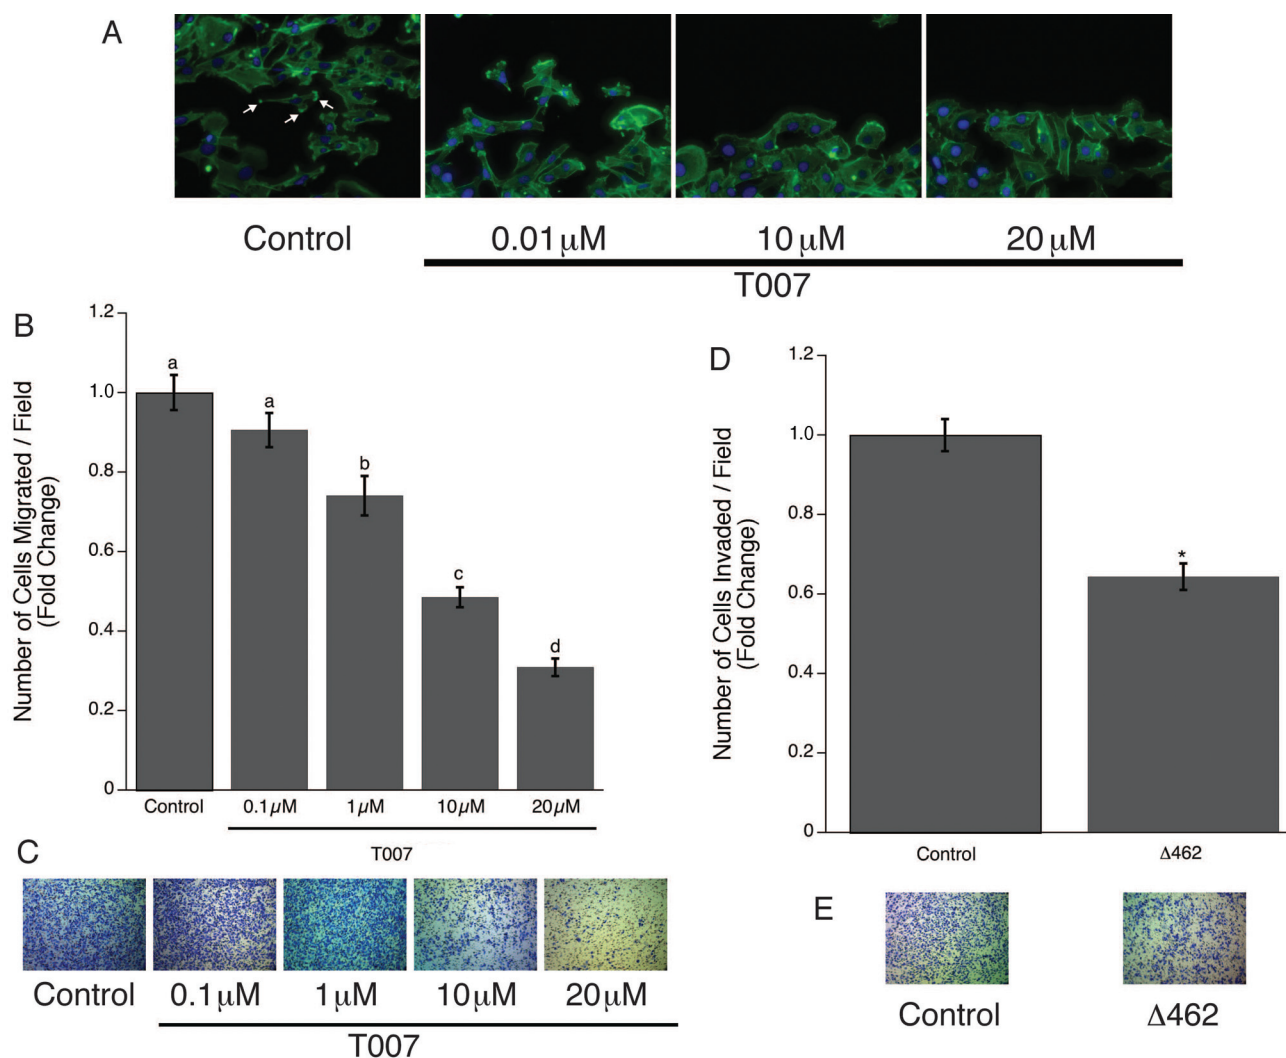 A
Control
0.01 µM
10 µM
20 µM
T007
B
Number of Cells Migrated / Field
(Fold Change)
1.2
1.0
0.8
0.6
0.4
0.2
0
a
a
b
c
d
Control
0.1 µM
1 µM
10 µM
20 µM
T007
C
Control
0.1 µM
1 µM
10 µM
20 µM
T007
D
Number of Cells Invaded / Field
(Fold Change)
1.2
1.0
0.8
0.6
0.4
0.2
0
*
Control
Δ462
E
Control
Δ462